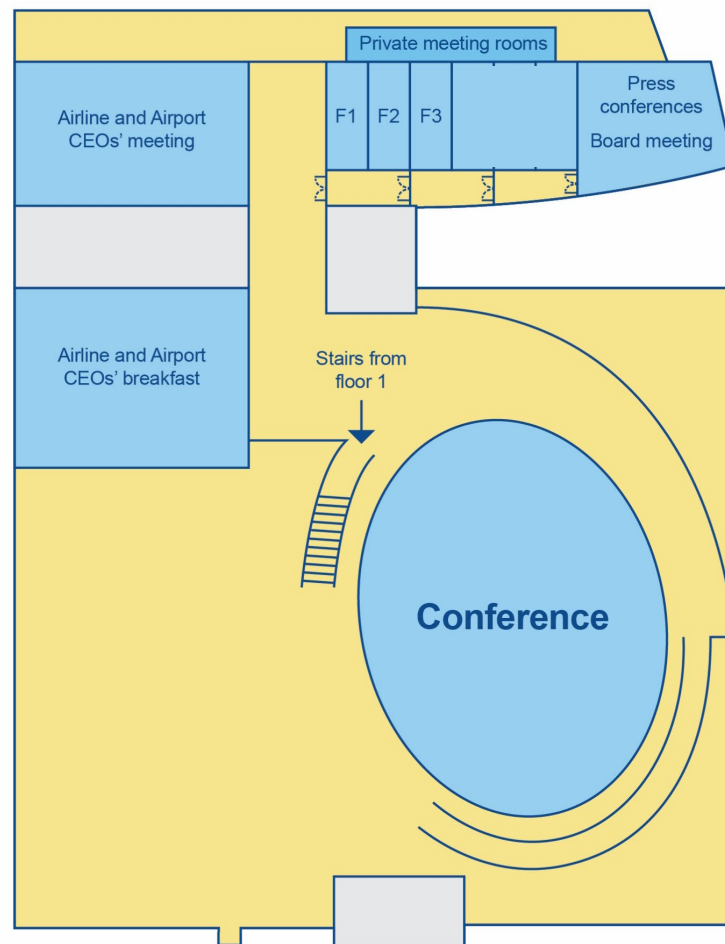 Private meeting rooms
Airline and Airport
CEOs' meeting
F1
F2
F3
Press
conferences
Board meeting
Airline and Airport
CEOs' breakfast
Stairs from
floor 1
Conference